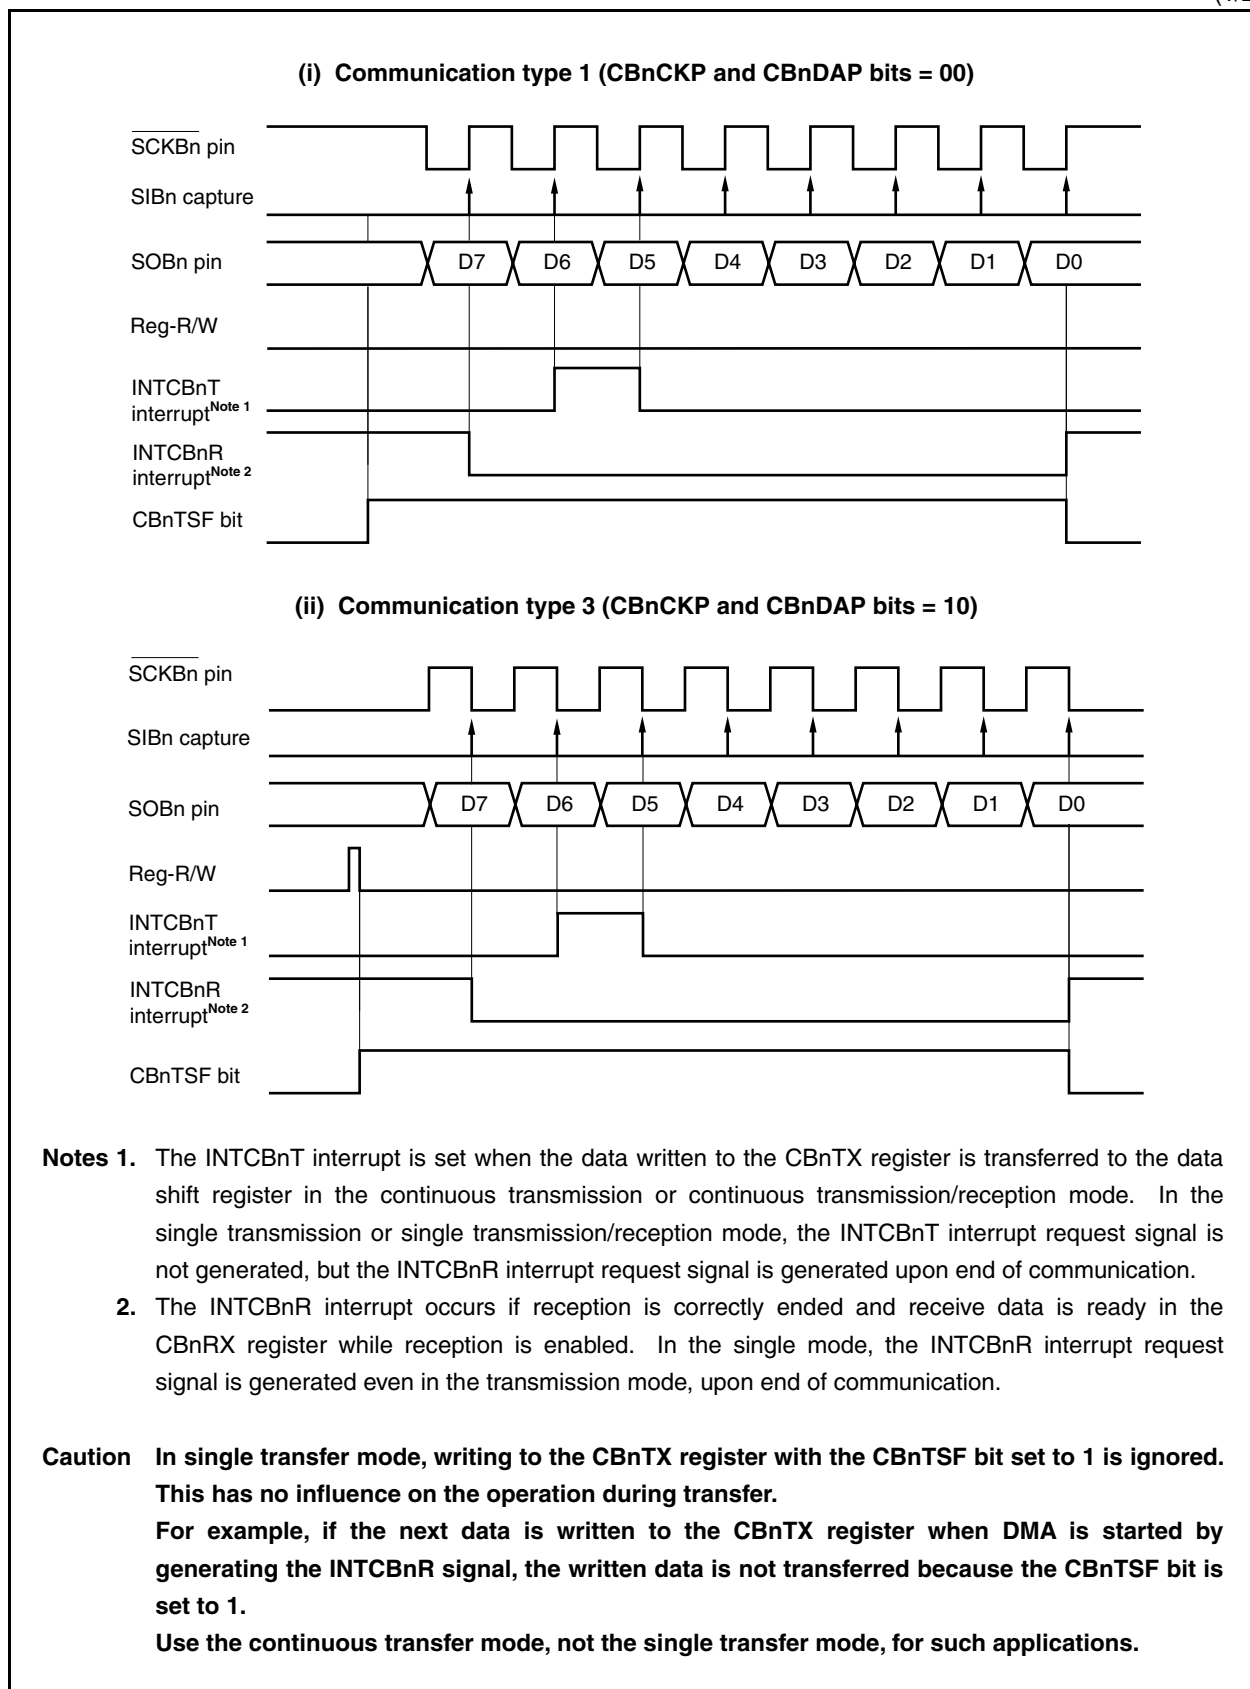 (i) Communication type 1 (CBnCKP and CBnDAP bits = 00)
SCKBn pin
SIBn capture
SOBn pin D7 D6 D5 D4 D3 D2 D1 D0
Reg-R/W
INTCBnT
interrupt Note 1
INTCBnR
interrupt Note 2
CBnTSF bit
(ii) Communication type 3 (CBnCKP and CBnDAP bits = 10)
SCKBn pin
SIBn capture
SOBn pin D7 D6 D5 D4 D3 D2 D1 D0
Reg-R/W
INTCBnT
interrupt Note 1
INTCBnR
interrupt Note 2
CBnTSF bit
Notes 1. The INTCBnT interrupt is set when the data written to the CBnTX register is transferred to the data
shift register in the continuous transmission or continuous transmission/reception mode. In the
single transmission or single transmission/reception mode, the INTCBnT interrupt request signal is
not generated, but the INTCBnR interrupt request signal is generated upon end of communication.
2. The INTCBnR interrupt occurs if reception is correctly ended and receive data is ready in the
CBnRX register while reception is enabled. In the single mode, the INTCBnR interrupt request
signal is generated even in the transmission mode, upon end of communication.
Caution In single transfer mode, writing to the CBnTX register with the CBnTSF bit set to 1 is ignored.
This has no influence on the operation during transfer.
For example, if the next data is written to the CBnTX register when DMA is started by
generating the INTCBnR signal, the written data is not transferred because the CBnTSF bit is
set to 1.
Use the continuous transfer mode, not the single transfer mode, for such applications.